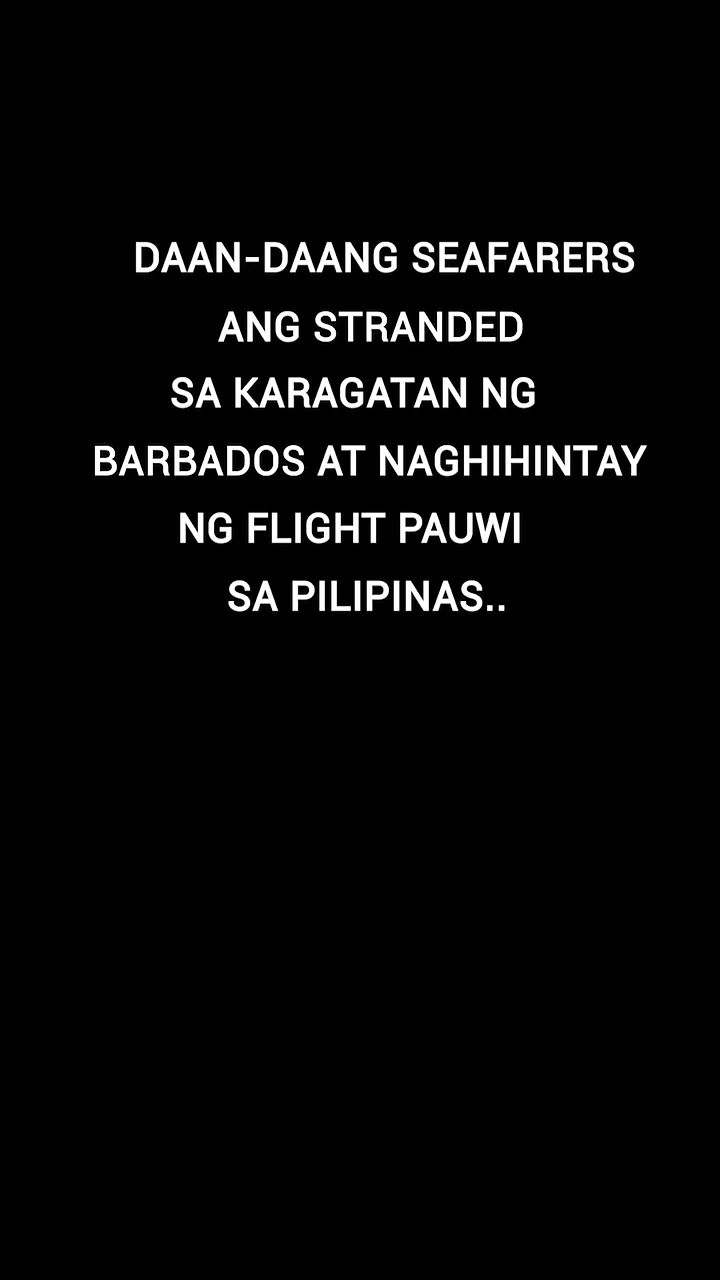 DAAN-DAANG SEAFARERS
ANG STRANDED
SA KARAGATAN NG
BARBADOS AT NAGHIHINTAY
NG FLIGHT PAUWI
SA PILIPINAS..